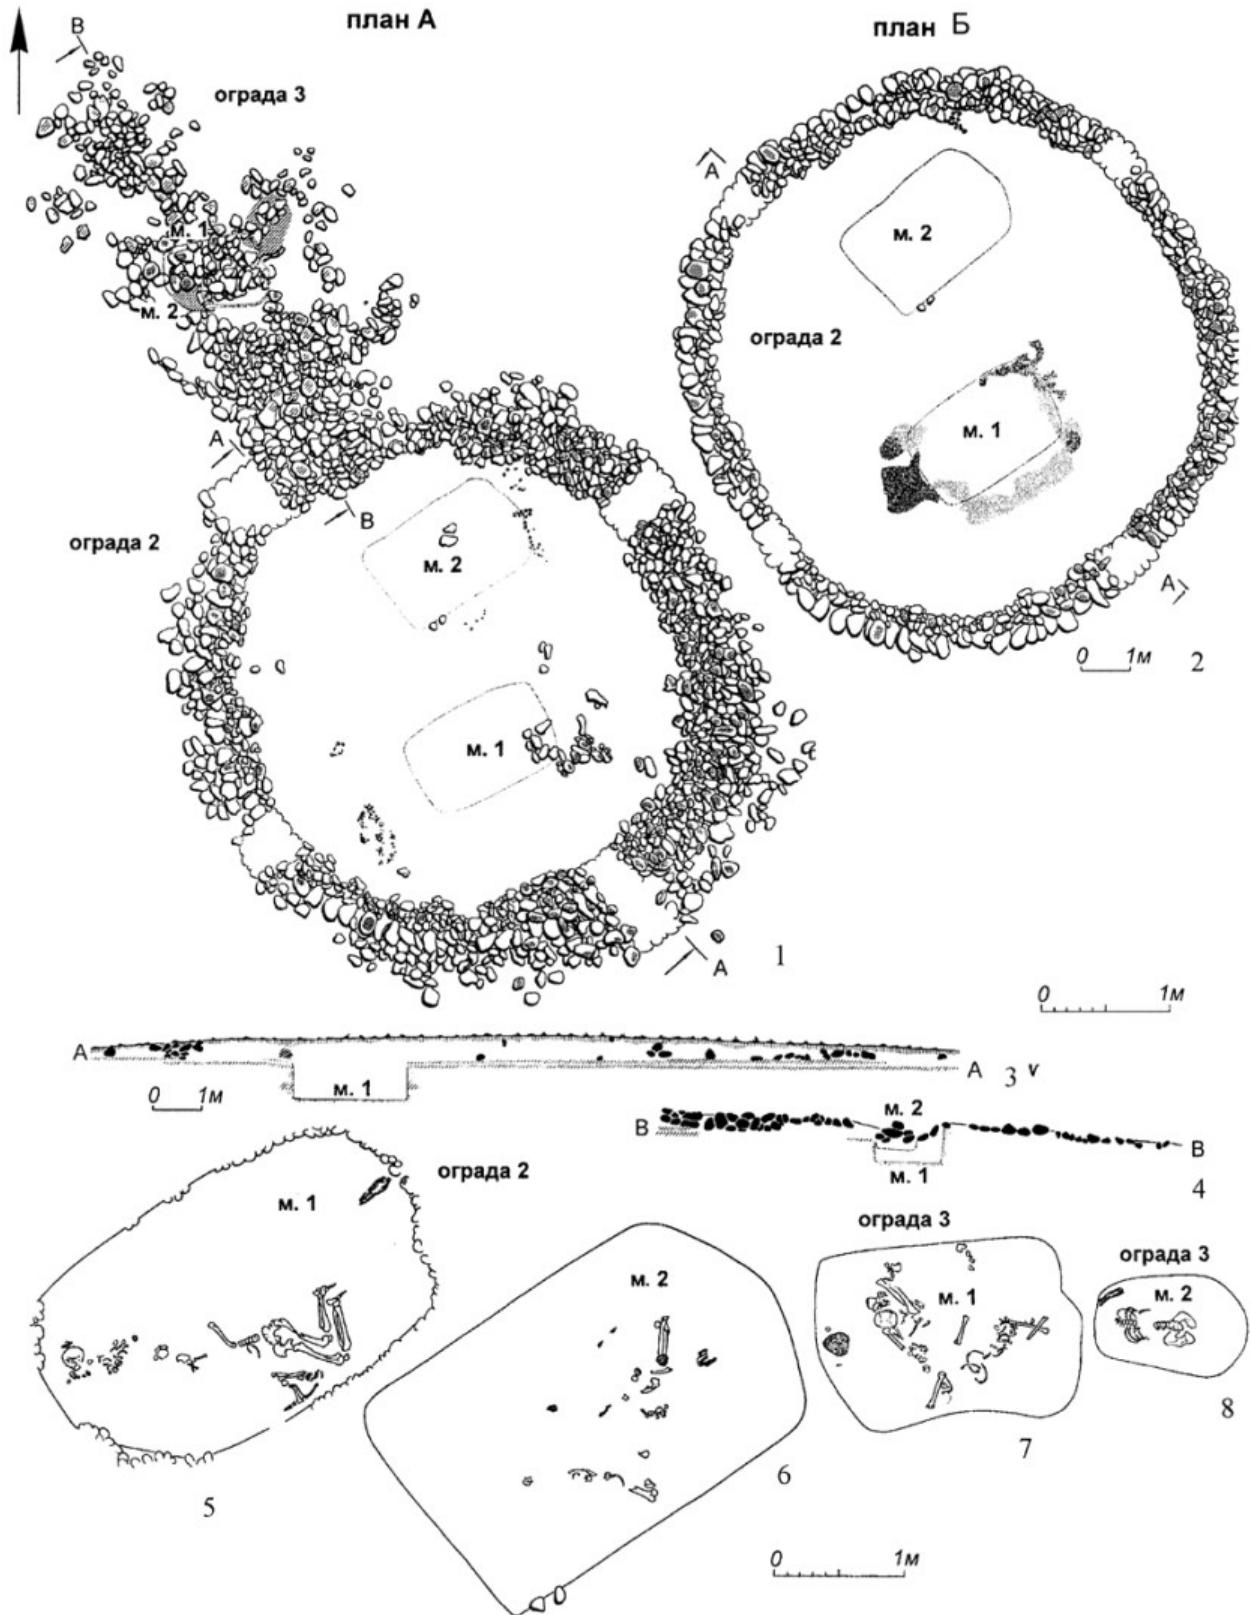 план А
план Б
В
ограда 3
м. 1
м. 2
А
В
ограда 2
м. 2
м. 1
А
1
А
м. 2
ограда 2
м. 1
А
0 1м
2
0 1м
А
м. 1
А
3
v
0 1м
В
м. 2
м. 1
В
4
ограда 2
м. 1
5
м. 2
6
ограда 3
м. 1
7
ограда 3
м. 2
8
0 1м